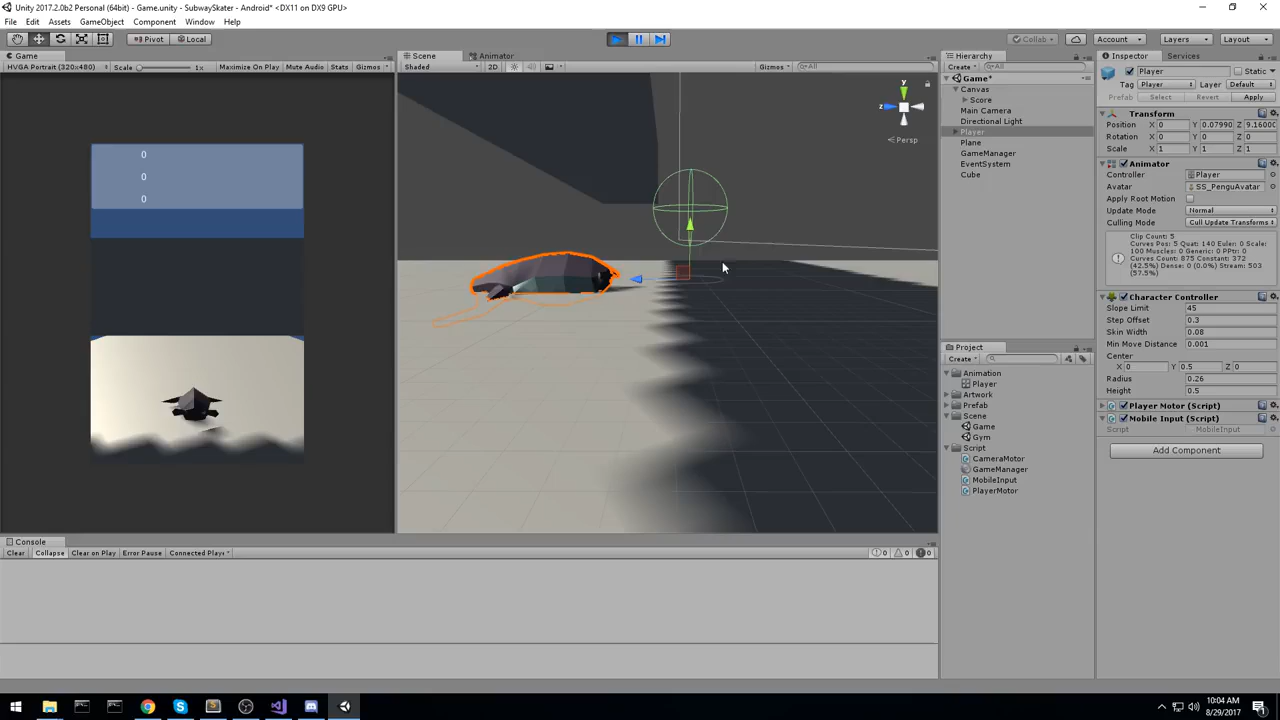 Unity 2017.2.0b2 (64bit) - Game.unity - SubwaySkater - Android* <DX11 on DX9 GPU>
File Edit Assets GameObject Component Window Help
Pivot Local Collab Account Layers Layout
Game Scene Animator Hierarchy Inspector Services
HVGA Portrait (320x480) Scale 1x Maximize On Play Mute Audio Stats Gizmos Shaded 2D Gizmos All Create All
Player Static
Tag Player Layer Default
Prefab Select Revert Apply
Game*
Canvas
Score
Main Camera
Directional Light
Player
Plane
GameManager
EventSystem
Cube
y
z
Persp
0
0
0
Transform
Position X 0 Y 0.07990 Z 9.16000
Rotation X 0 Y 0 Z 0
Scale X 1 Y 1 Z 1
Animator
Controller Player
Avatar SS_PenguAvatar
Apply Root Motion
Update Mode Normal
Culling Mode Cull Update Transforms
Clip Count: 5
Curves Pos: 5 Quat: 140 Euler: 0 Scale: 100 Muscles: 0 Generic: 0 PPtr: 0
Curves Count: 875 Constant: 372 (42.5%) Dense: 0 (0.0%) Stream: 503 (57.5%)
Character Controller
Slope Limit 45
Step Offset 0.3
Skin Width 0.08
Min Move Distance 0.001
Center
X 0 Y 0.5 Z 0
Radius 0.26
Height 0.5
Player Motor (Script)
Mobile Input (Script)
Script MobileInput
Add Component
Project
Create
Animation
Player
Artwork
Prefab
Scene
Game
Gym
Script
CameraMotor
GameManager
MobileInput
PlayerMotor
Console
Clear Collapse Clear on Play Error Pause Connected Playe 0 0 0
10:04 AM
8/29/2017